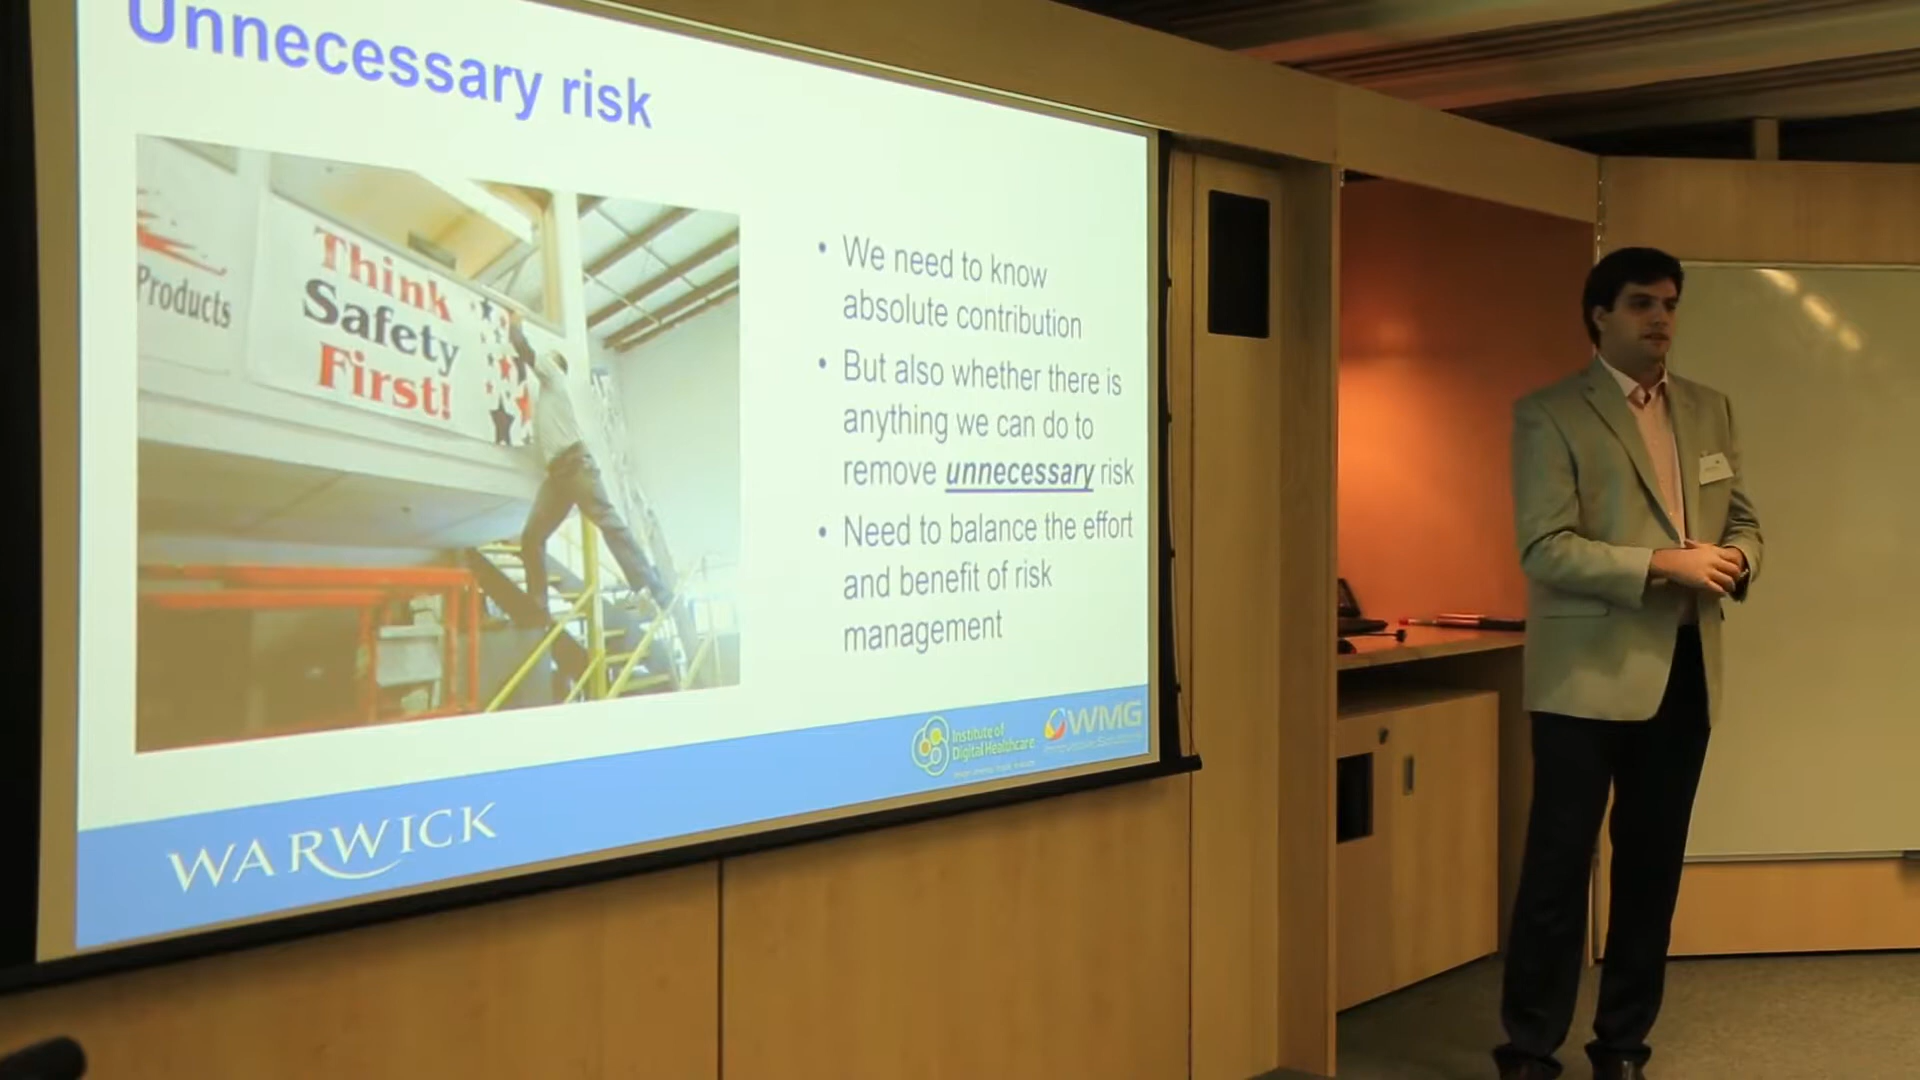 Unnecessary risk
Products
Think
Safety
First!
• We need to know
absolute contribution
• But also whether there is
anything we can do to
remove unnecessary risk
• Need to balance the effort
and benefit of risk
management
Institute of
Digital Healthcare
WMG
WARWICK